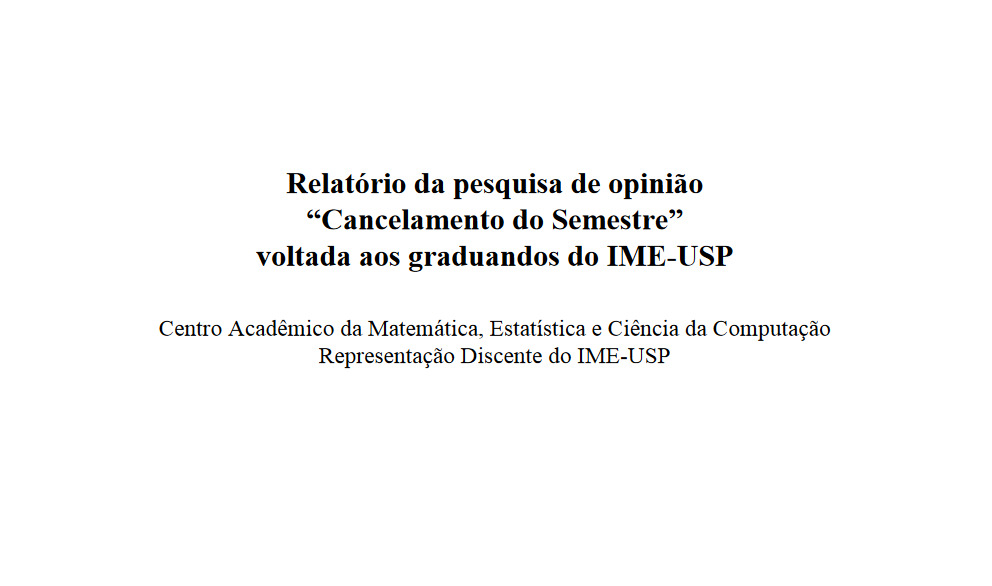 Relatório da pesquisa de opinião
“Cancelamento do Semestre”
voltada aos graduandos do IME-USP
Centro Acadêmico da Matemática, Estatística e Ciência da Computação
Representação Discente do IME-USP